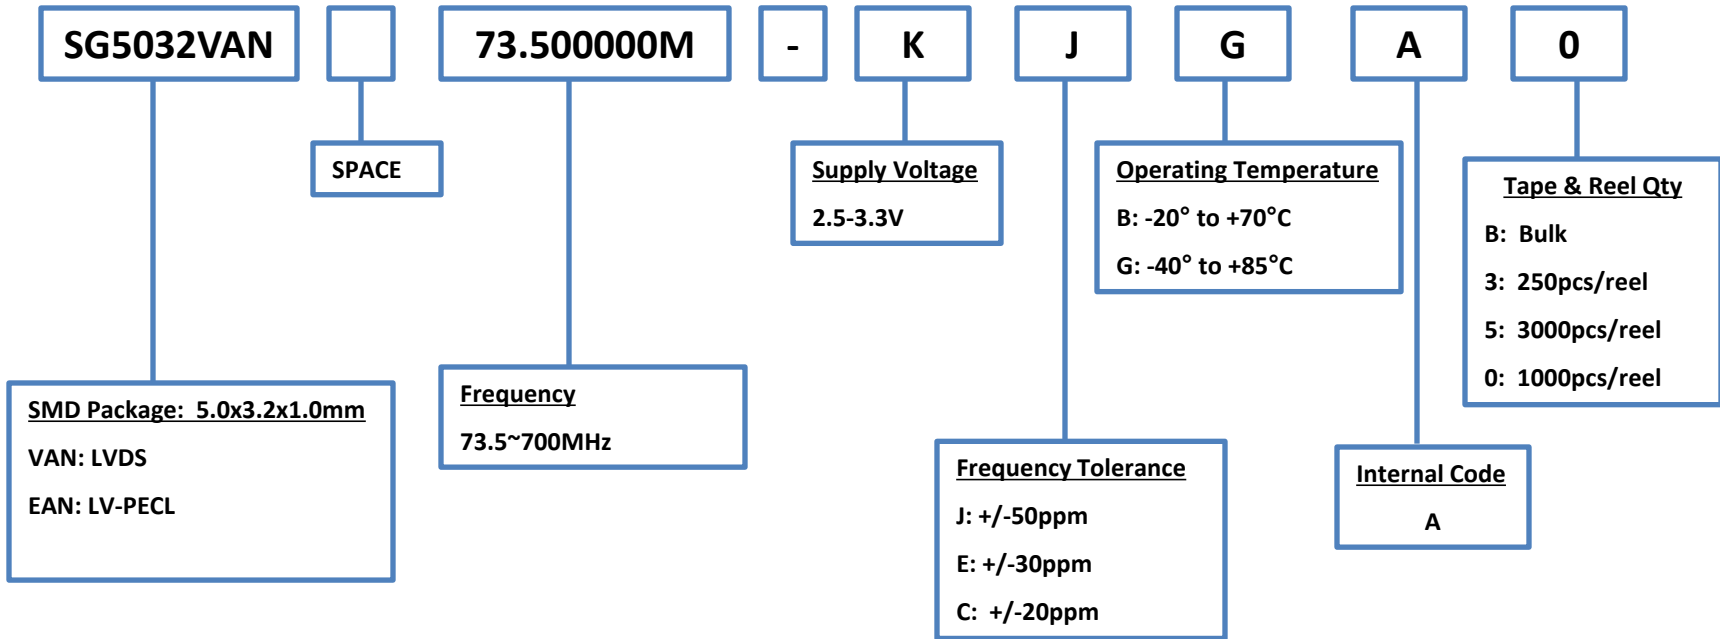 SG5032VAN 73.500000M - K J G A 0
SPACE
Supply Voltage
2.5-3.3V
Operating Temperature
B: -20° to +70°C
G: -40° to +85°C
Tape & Reel Qty
B: Bulk
3: 250pcs/reel
5: 3000pcs/reel
0: 1000pcs/reel
SMD Package: 5.0x3.2x1.0mm
VAN: LVDS
EAN: LV-PECL
Frequency
73.5~700MHz
Frequency Tolerance
J: +/-50ppm
E: +/-30ppm
C: +/-20ppm
Internal Code
A